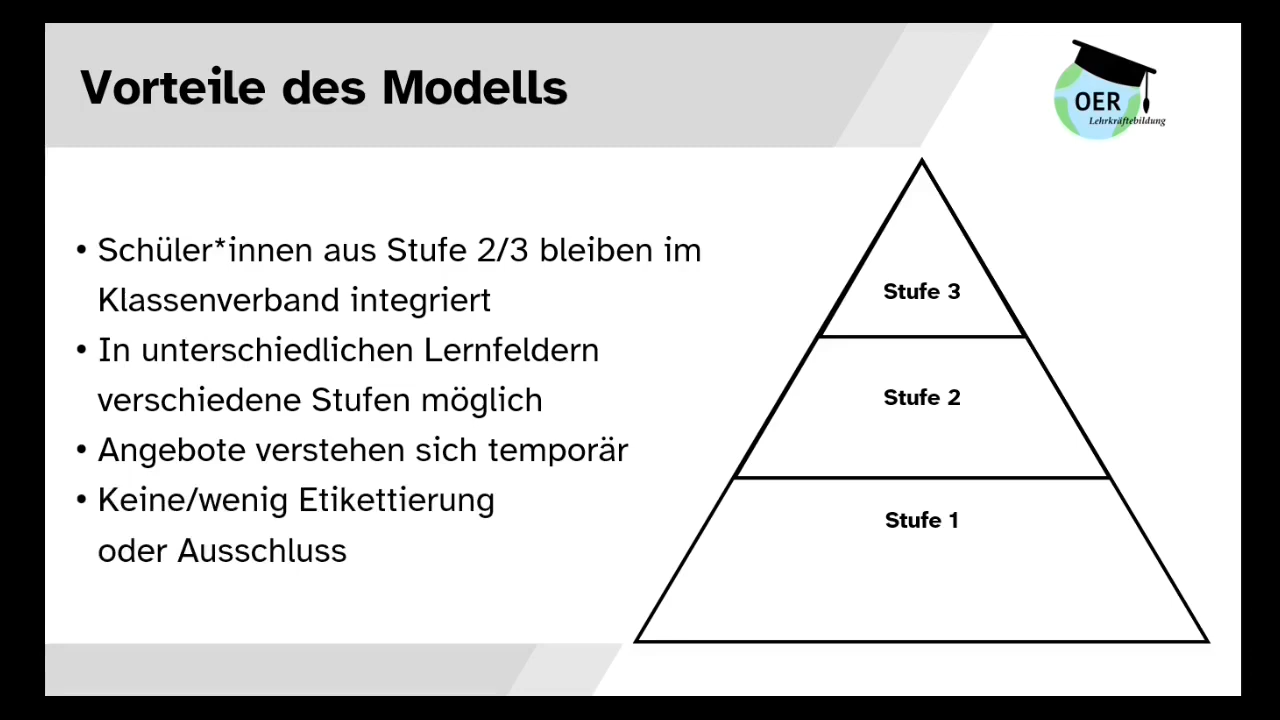 Vorteile des Modells
OER
Lehrkräftebildung
• Schüler*innen aus Stufe 2/3 bleiben im
Klassenverband integriert
• In unterschiedlichen Lernfeldern
verschiedene Stufen möglich
• Angebote verstehen sich temporär
• Keine/wenig Etikettierung
oder Ausschluss
Stufe 3
Stufe 2
Stufe 1